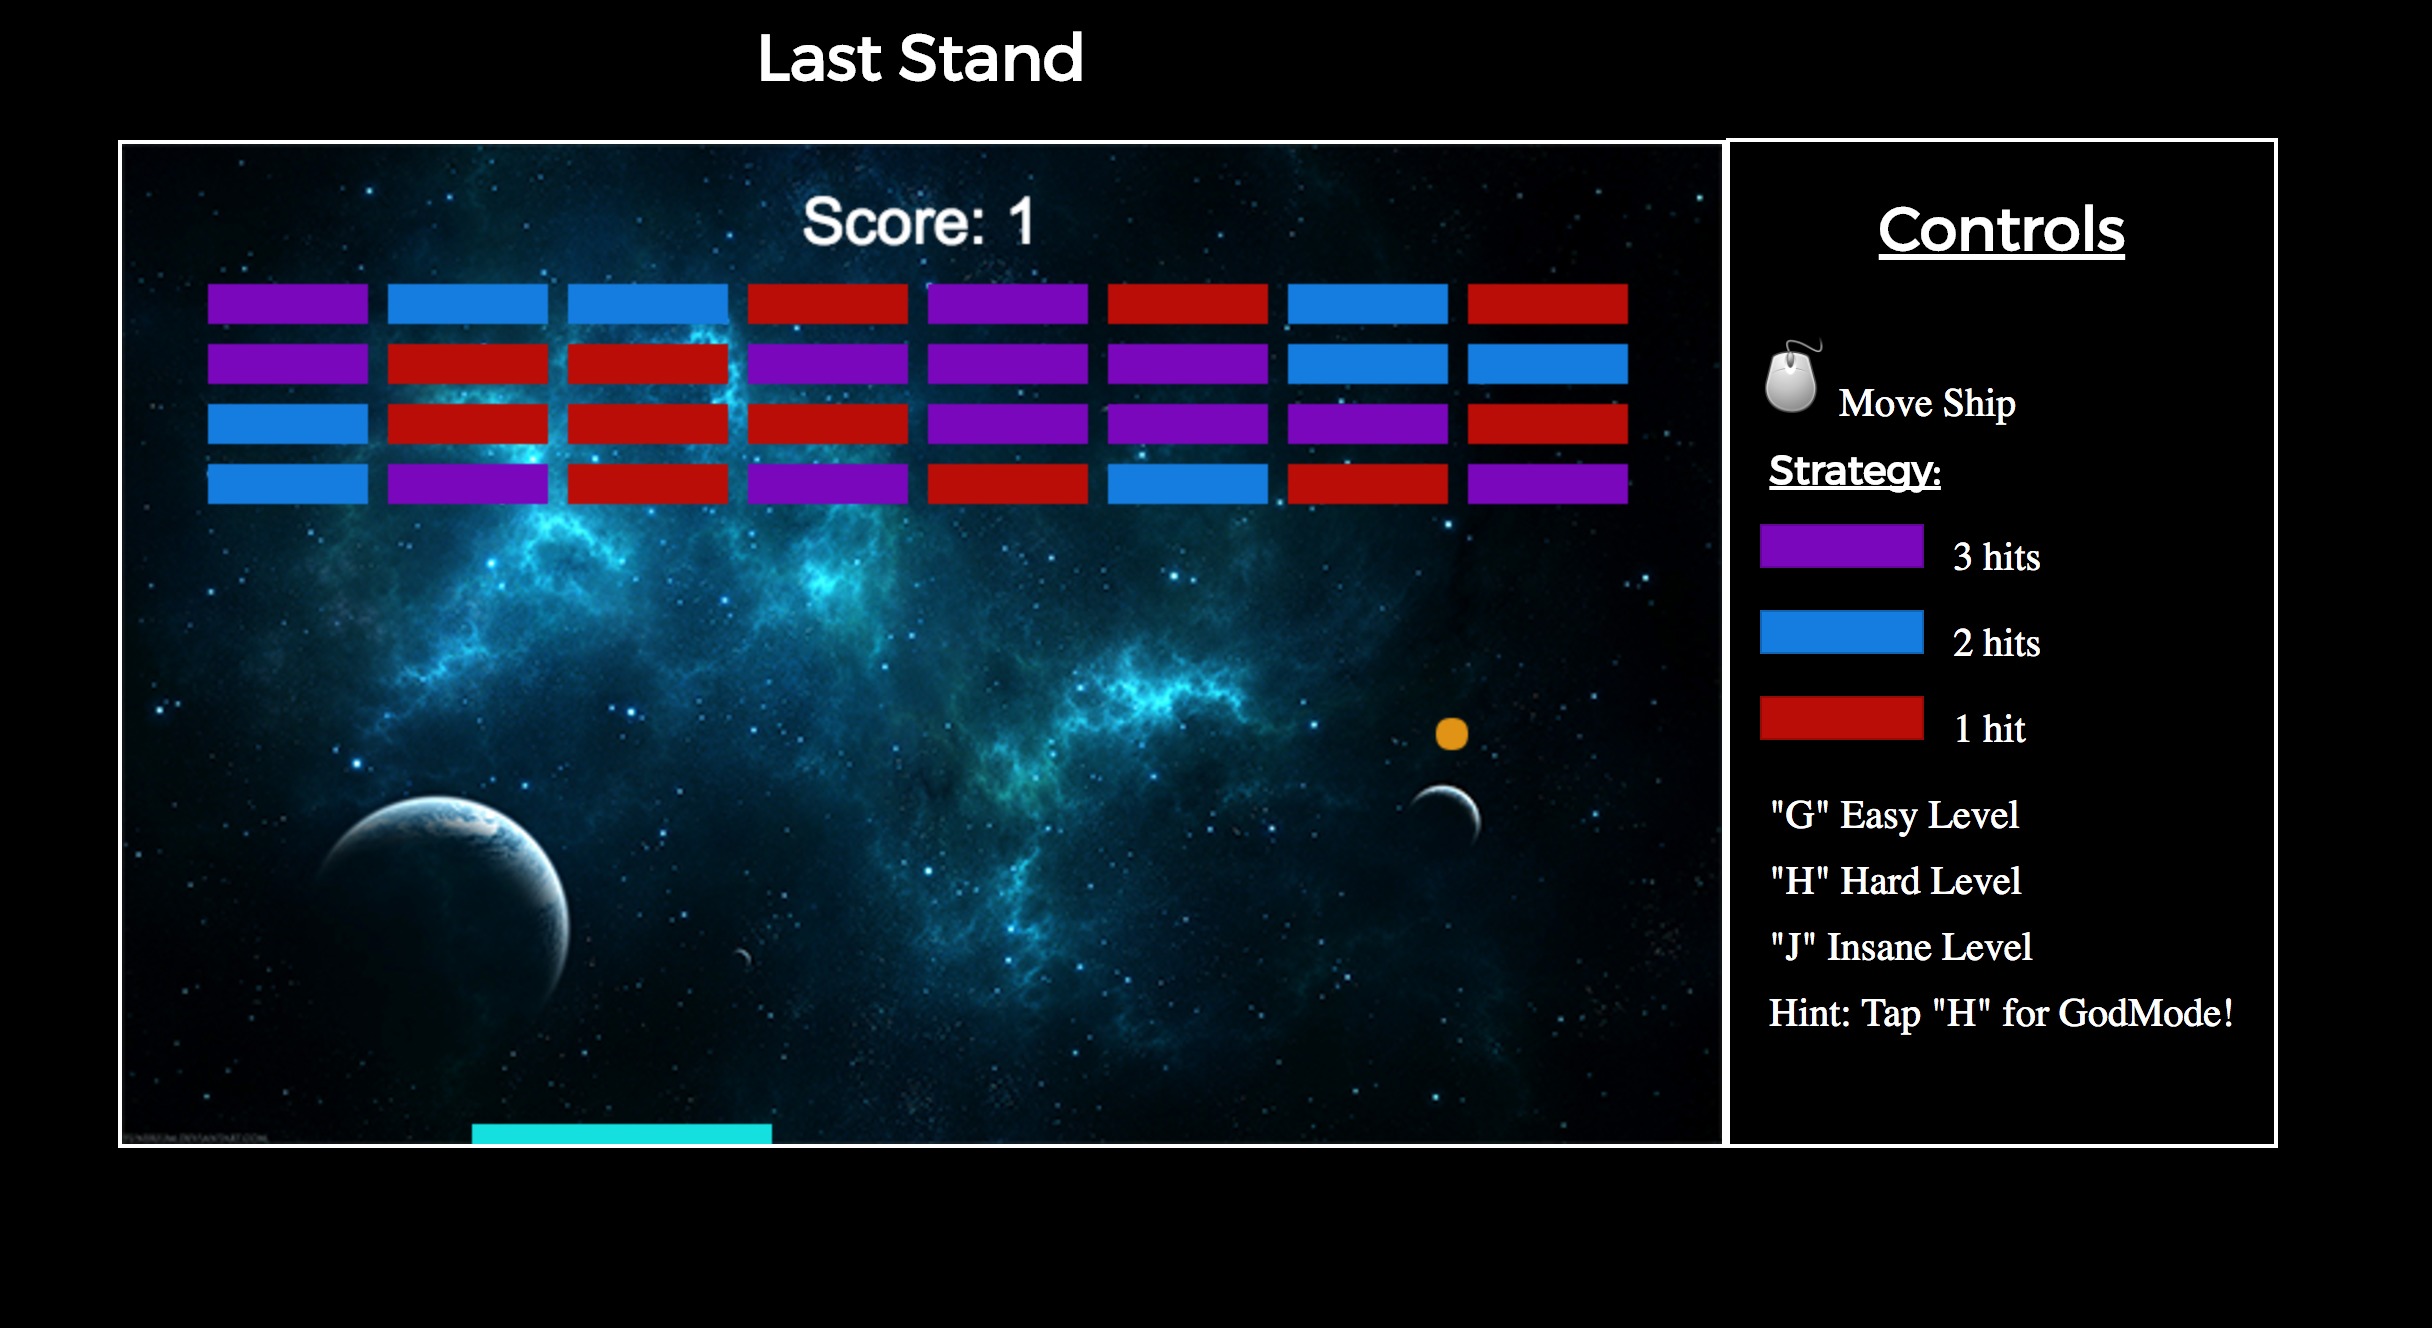 Last Stand
Score: 1
Controls
Move Ship
Strategy:
3 hits
2 hits
1 hit
"G" Easy Level
"H" Hard Level
"J" Insane Level
Hint: Tap "H" for GodMode!